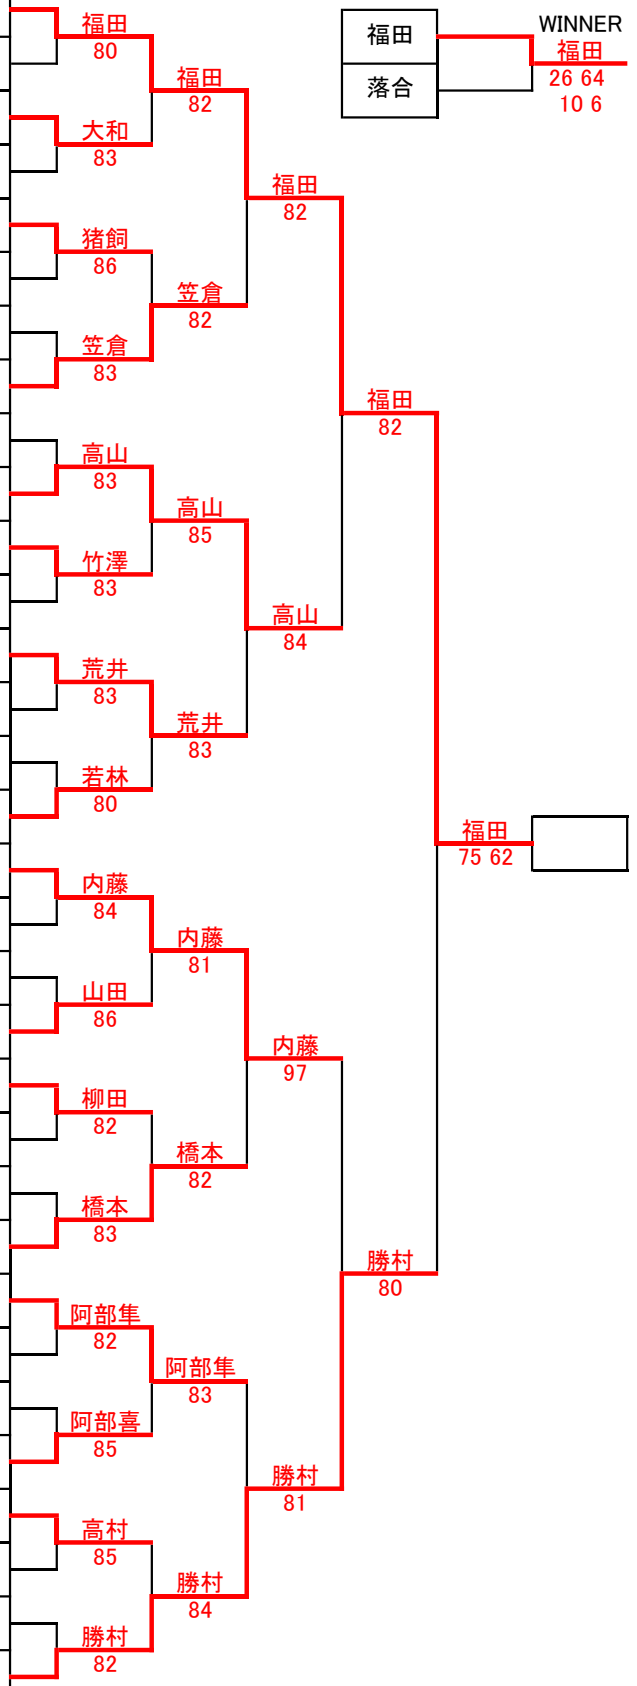 WINNER
福田
落合
福田
26 64
10 6
福田
80
福田
82
大和
83
福田
82
猪飼
86
笠倉
82
笠倉
83
福田
82
高山
83
高山
85
竹澤
83
高山
84
荒井
83
荒井
83
若林
80
福田
75 62
内藤
84
内藤
81
山田
86
内藤
97
柳田
82
橋本
82
橋本
83
勝村
80
阿部隼
82
阿部隼
83
阿部喜
85
勝村
81
高村
85
勝村
84
勝村
82